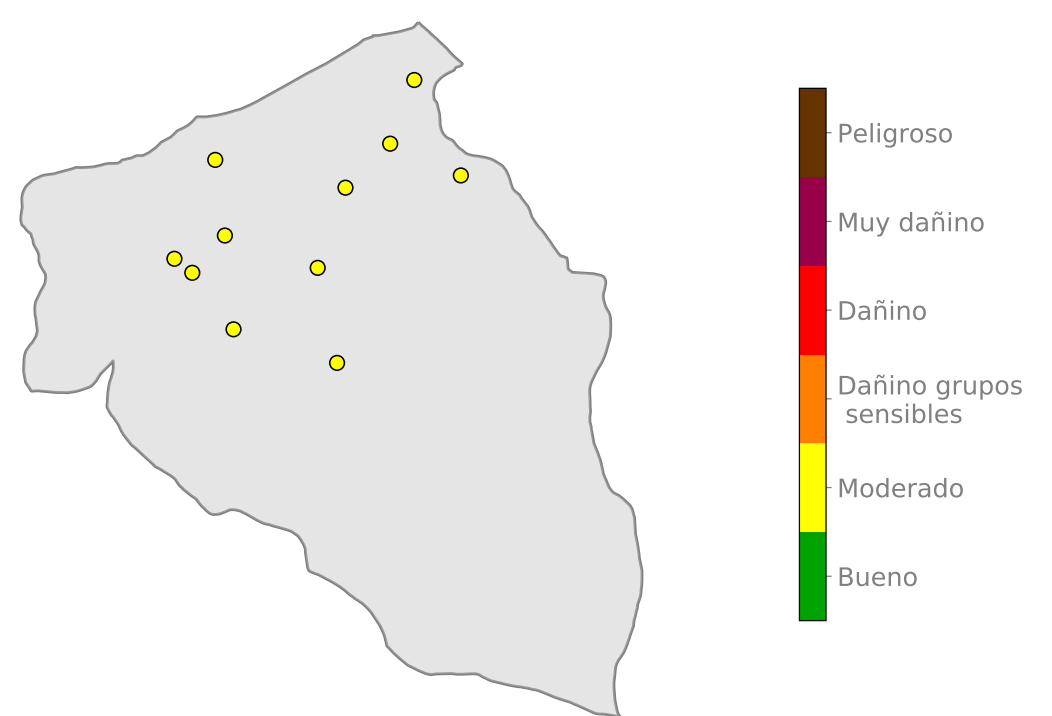 Peligroso
Muy dañino
Dañino
Dañino grupos
sensibles
Moderado
Bueno